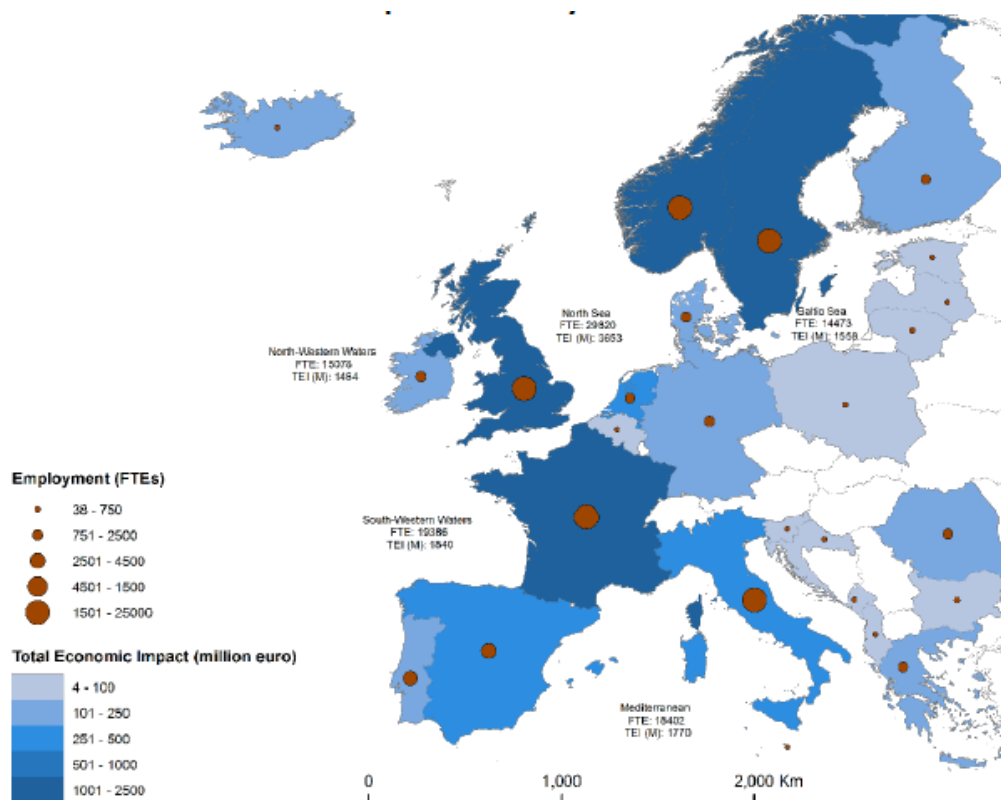 North Sea
FTE: 29820
TEI (M): 3653
Baltic Sea
FTE: 14473
TEI (M): 1558
North-Western Waters
FTE: 15078
TEI (M): 1484
South-Western Waters
FTE: 19386
TEI (M): 1840
Mediterranean
FTE: 18402
TEI (M): 1770
Employment (FTEs)
38 - 750
751 - 2500
2501 - 4500
4501 - 1500
1501 - 25000
Total Economic Impact (million euro)
4 - 100
101 - 250
251 - 500
501 - 1000
1001 - 2500
0 1,000 2,000 Km